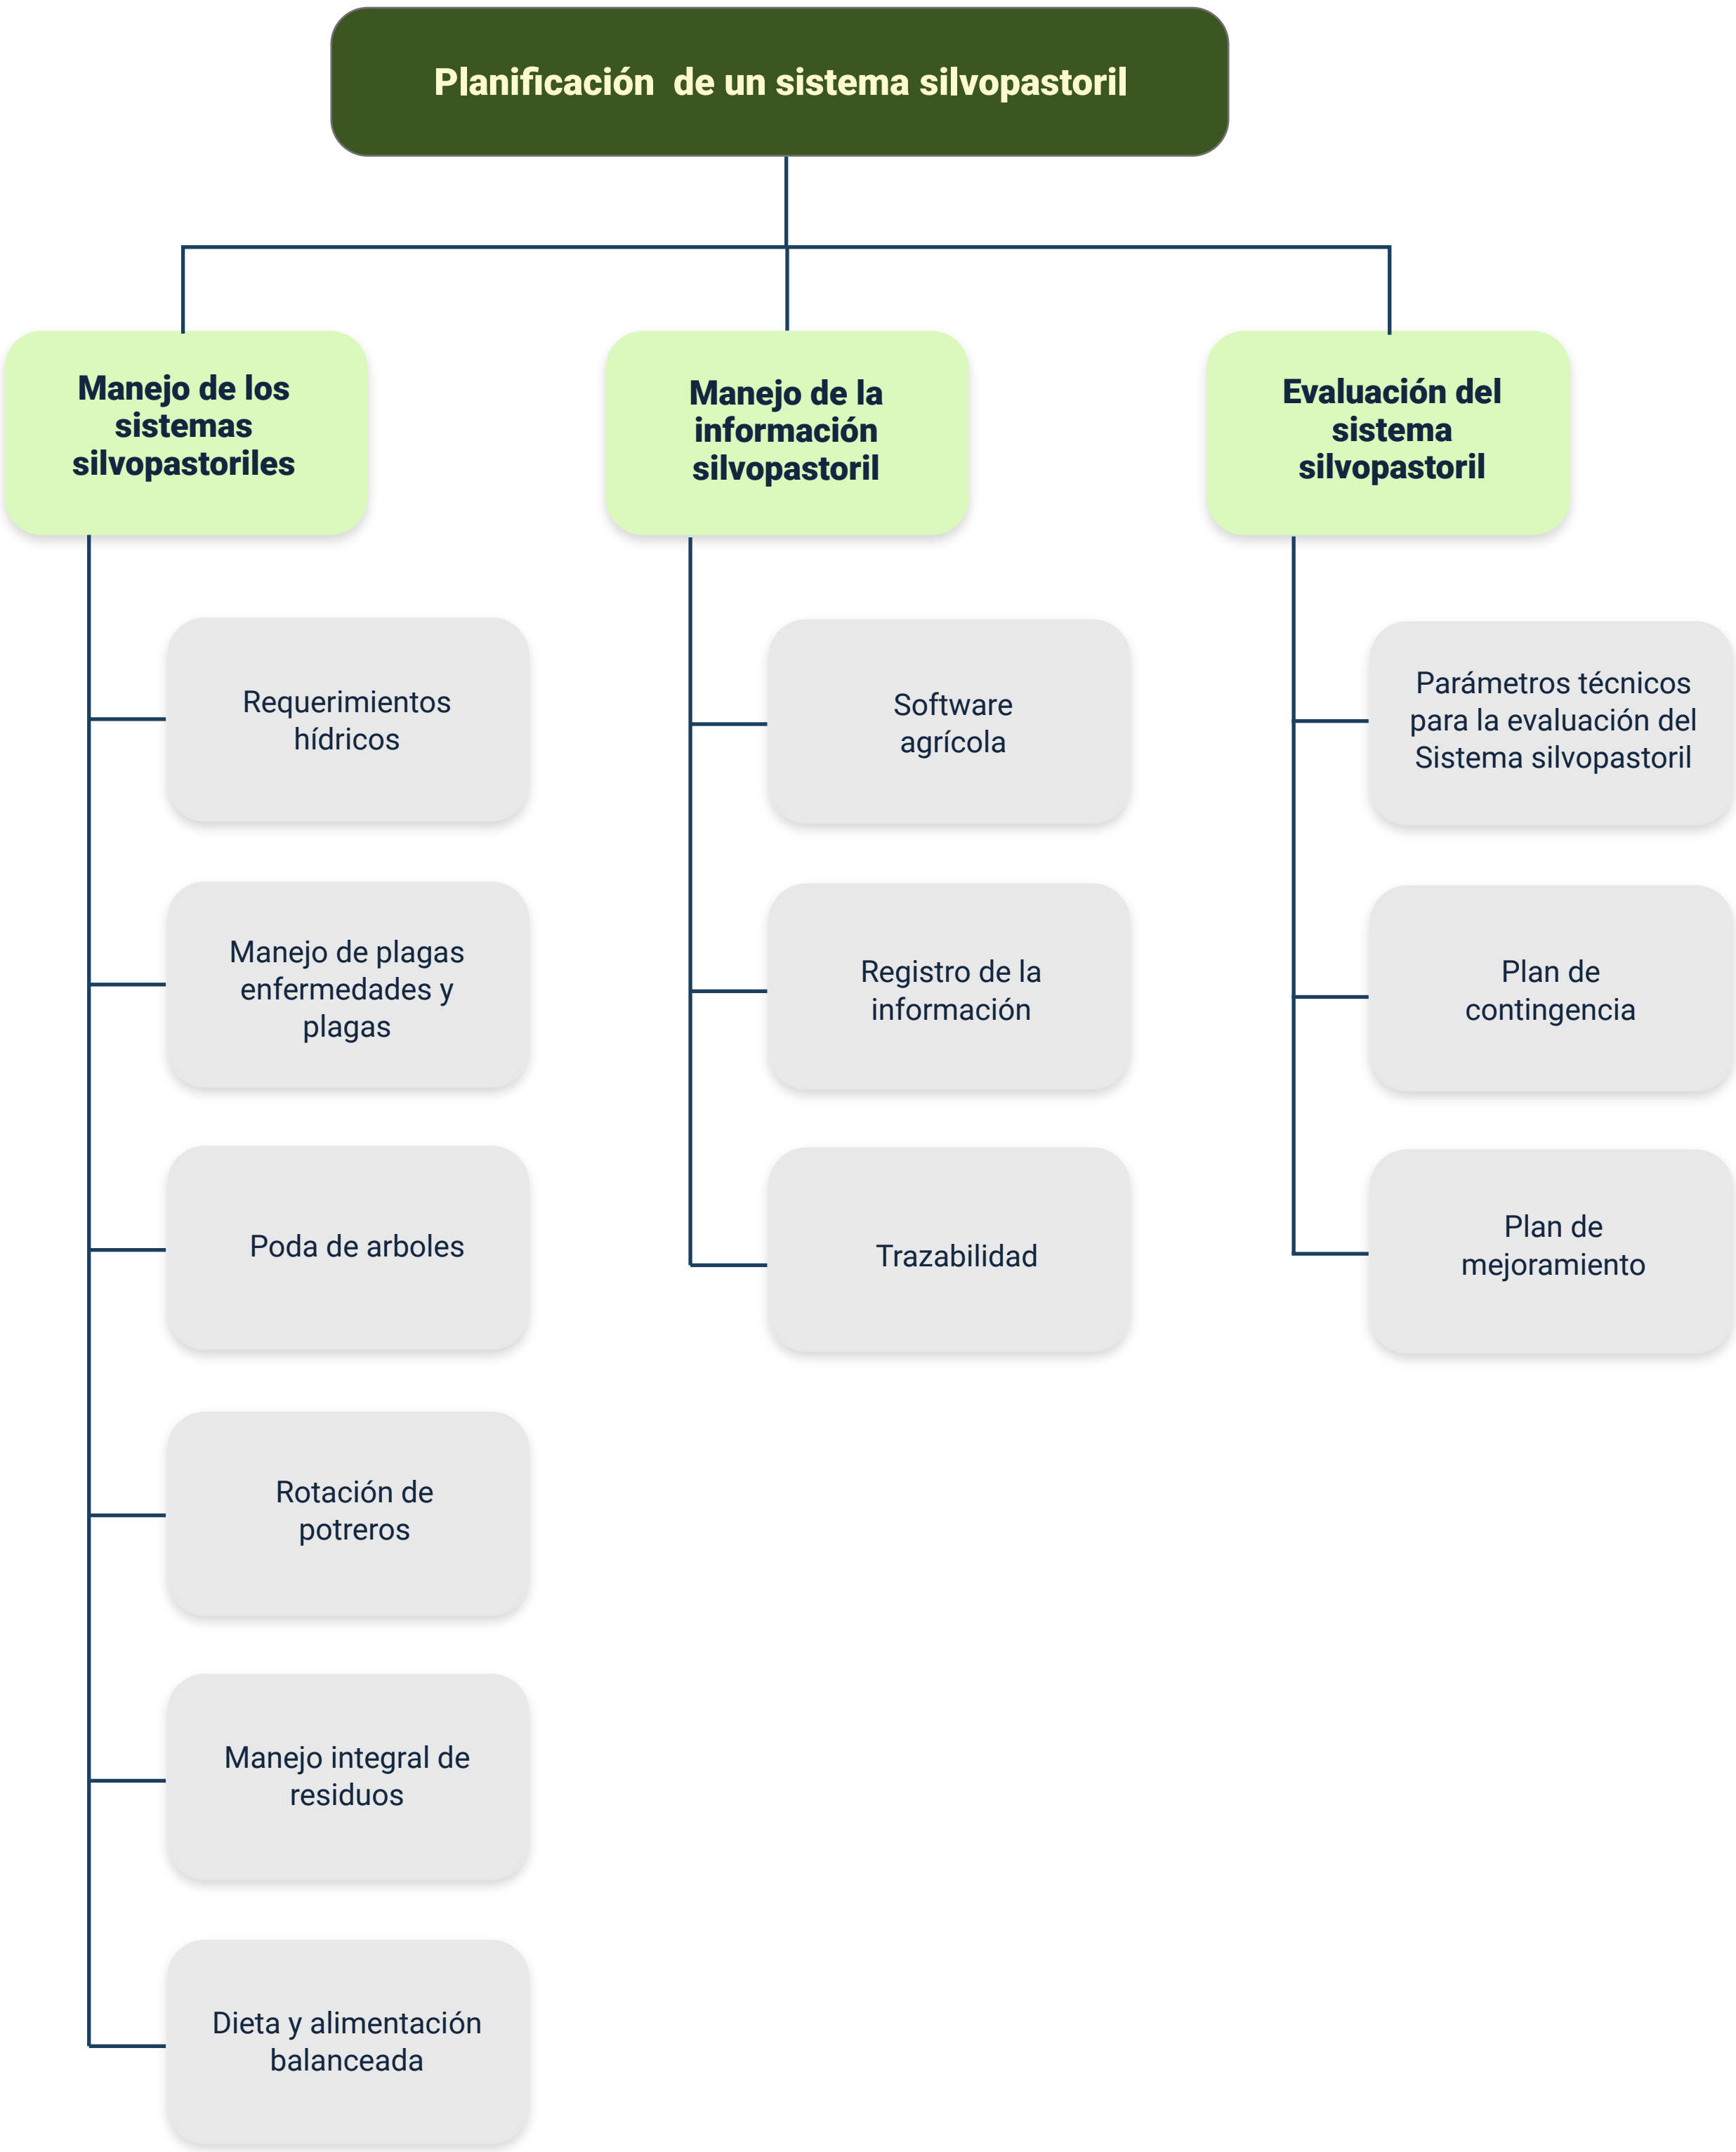 Planificación  de un sistema silvopastoril
Manejo de los
sistemas
silvopastoriles
Requerimientos
hídricos
Manejo de plagas
enfermedades y
plagas
Poda de arboles
Rotación de
potreros
Manejo integral de
residuos
Dieta y alimentación
balanceada
Manejo de la
información
silvopastoril
Software
agrícola
Registro de la
información
Trazabilidad
Evaluación del
sistema
silvopastoril
Parámetros técnicos
para la evaluación del
Sistema silvopastoril
Plan de
contingencia
Plan de
mejoramiento